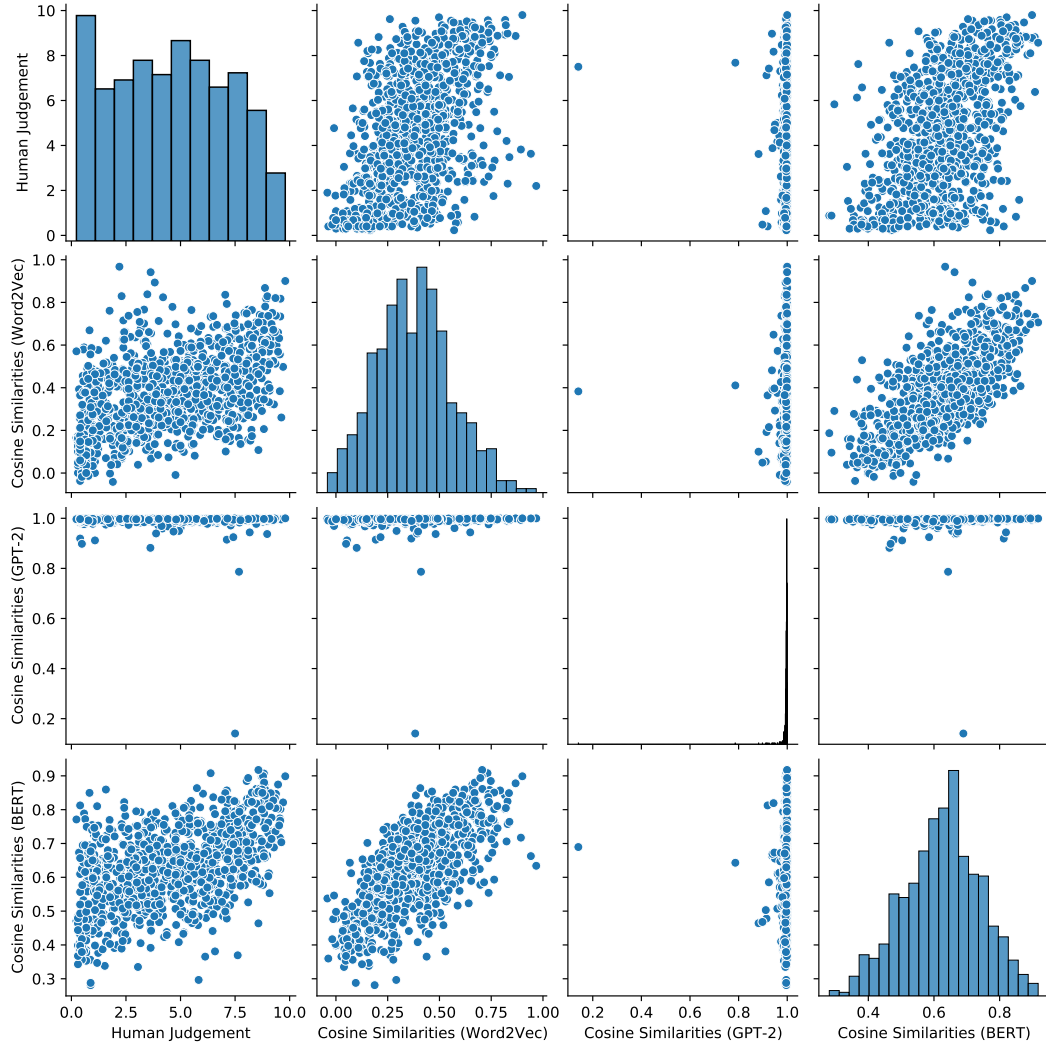 10
8
6
4
2
0
Human Judgement
1.0
0.8
0.6
0.4
0.2
0.0
Cosine Similarities (Word2Vec)
1.0
0.8
0.6
0.4
0.2
Cosine Similarities (GPT-2)
0.9
0.8
0.7
0.6
0.5
0.4
0.3
Cosine Similarities (BERT)
0.0 2.5 5.0 7.5 10.0
Human Judgement
0.00 0.25 0.50 0.75 1.00
Cosine Similarities (Word2Vec)
0.2 0.4 0.6 0.8 1.0
Cosine Similarities (GPT-2)
0.4 0.6 0.8
Cosine Similarities (BERT)